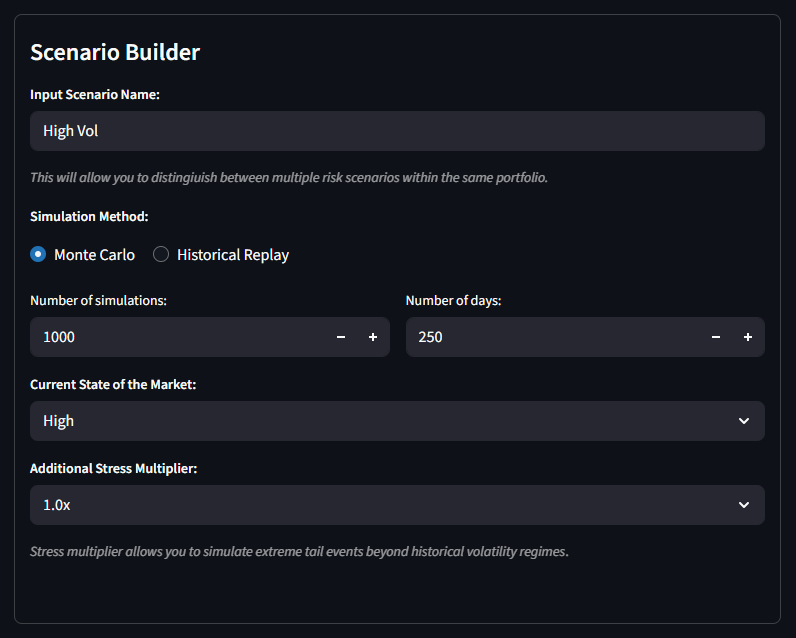 Scenario Builder
Input Scenario Name:
High Vol
This will allow you to distingiuish between multiple risk scenarios within the same portfolio.
Simulation Method:
Monte Carlo Historical Replay
Number of simulations: Number of days:
1000 − + 250 − +
Current State of the Market:
High
Additional Stress Multiplier:
1.0x
Stress multiplier allows you to simulate extreme tail events beyond historical volatility regimes.